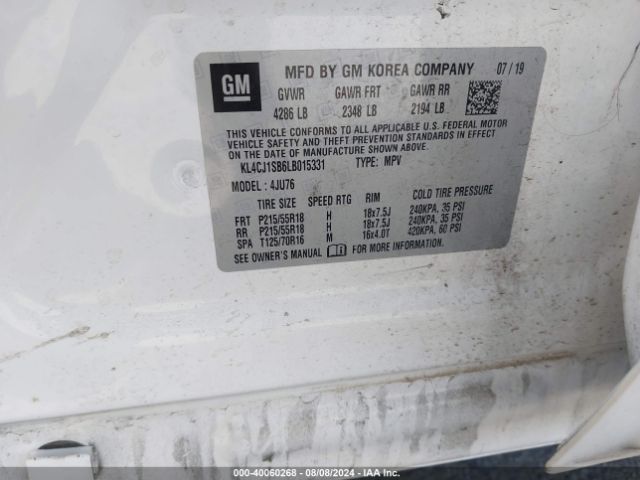 GM
MFD BY GM KOREA COMPANY 07/19
GVWR GAWR FRT GAWR RR
4286 LB 2348 LB 2194 LB
THIS VEHICLE CONFORMS TO ALL APPLICABLE U.S. FEDERAL MOTOR
VEHICLE SAFETY AND THEFT PREVENTION STANDARDS IN EFFECT
ON THE DATE OF MANUFACTURE SHOWN ABOVE.
KL4CJ1SB6LB015331 TYPE: MPV
MODEL: 4JU76
TIRE SIZE SPEED RTG RIM COLD TIRE PRESSURE
FRT P215/55R18 H 18x7.5J 240KPA, 35 PSI
RR P215/55R18 H 18x7.5J 240KPA, 35 PSI
SPA T125/70R16 M 16x4.0T 420KPA, 60 PSI
SEE OWNER'S MANUAL FOR MORE INFORMATION
000-40060268 - 08/08/2024 - IAA Inc.